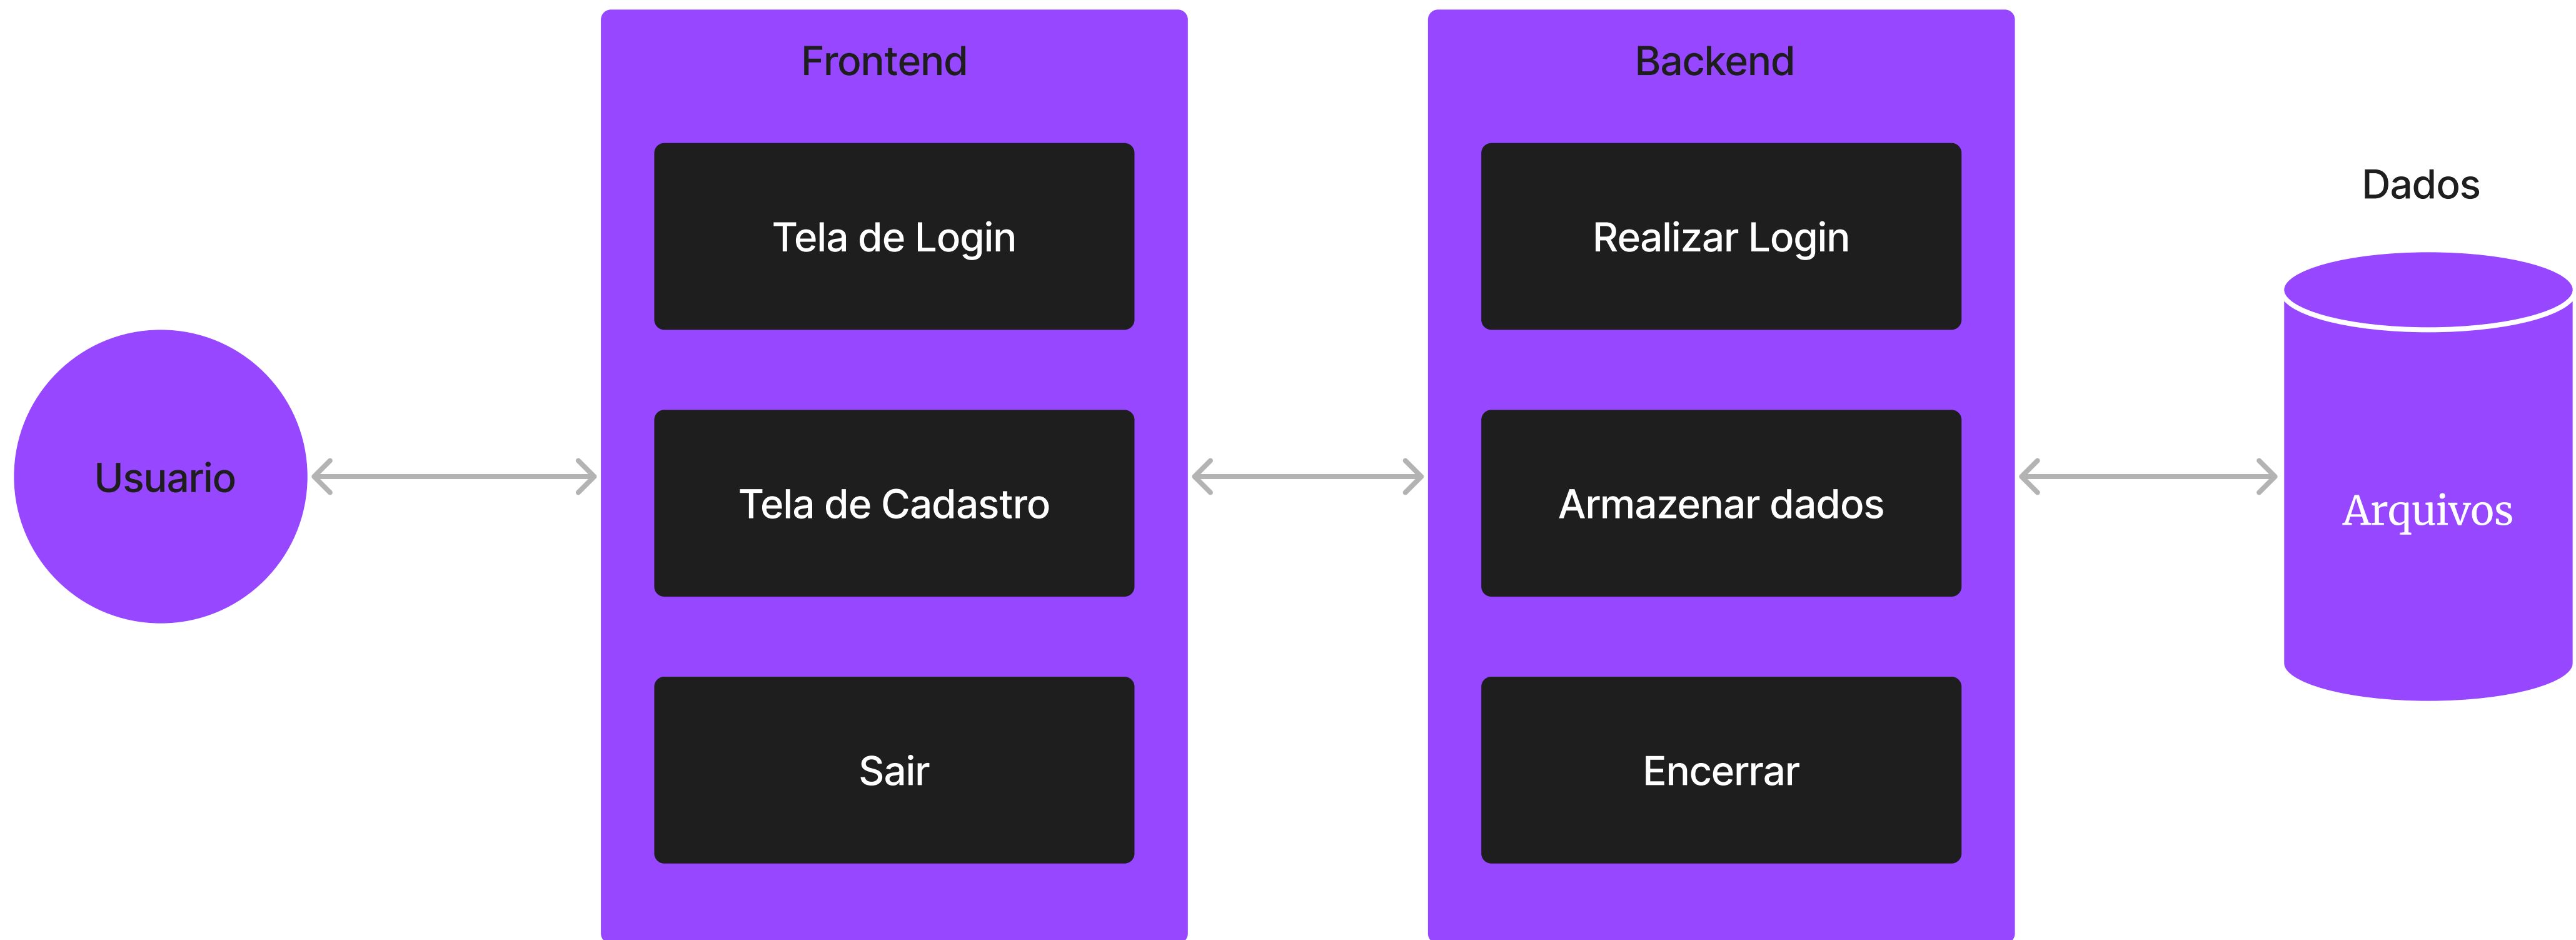 Usuario
Frontend
Tela de Login
Tela de Cadastro
Sair
Backend
Realizar Login
Armazenar dados
Encerrar
Dados
Arquivos